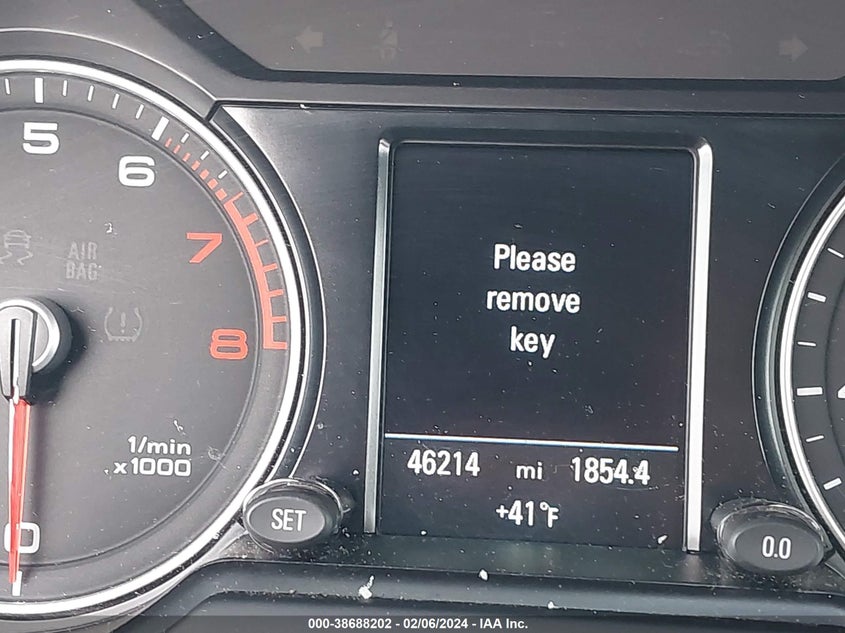 5
6
7
8
AIR
BAG
1/min
x1000
0
Please
remove
key
46214 mi 1854.4
+41°F
SET
0.0
000-38688202 - 02/06/2024 - IAA Inc.